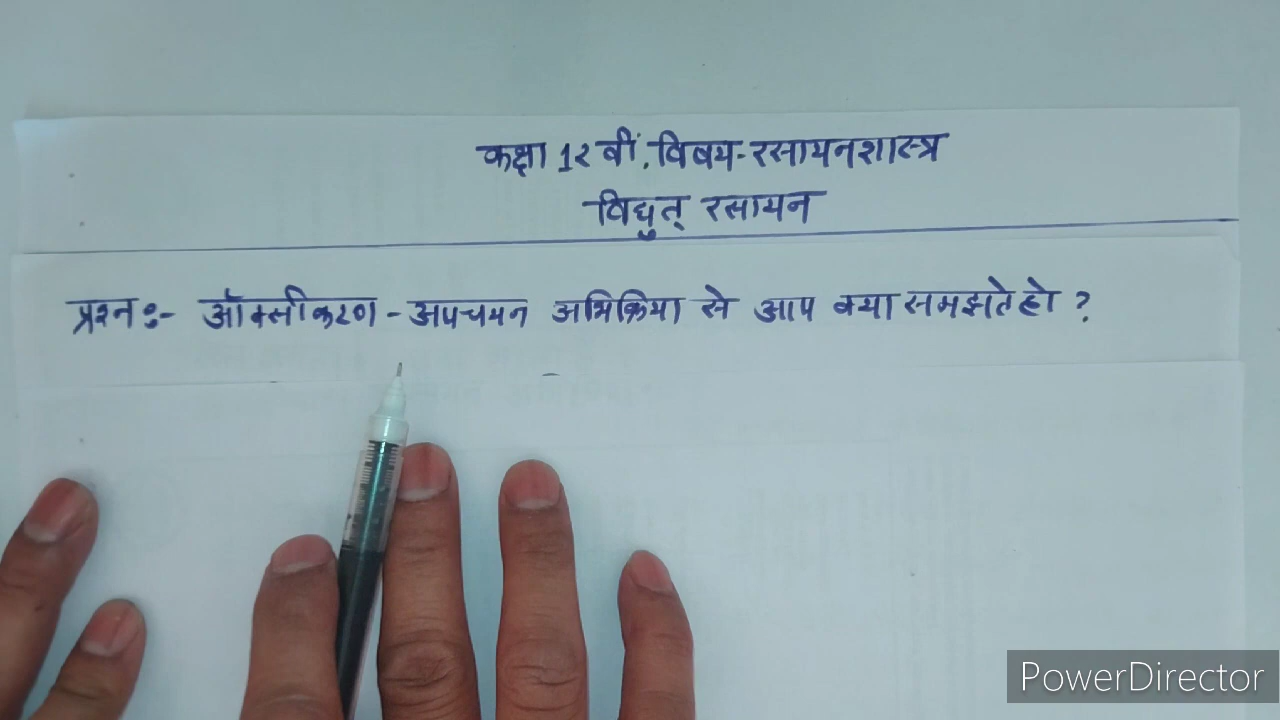 कक्षा 12 वीं, विषय-रसायनशास्त्र
विद्युत् रसायन
प्रश्न:- ऑक्सीकरण - अपचयन अभिक्रिया से आप क्या समझते हो ?
PowerDirector